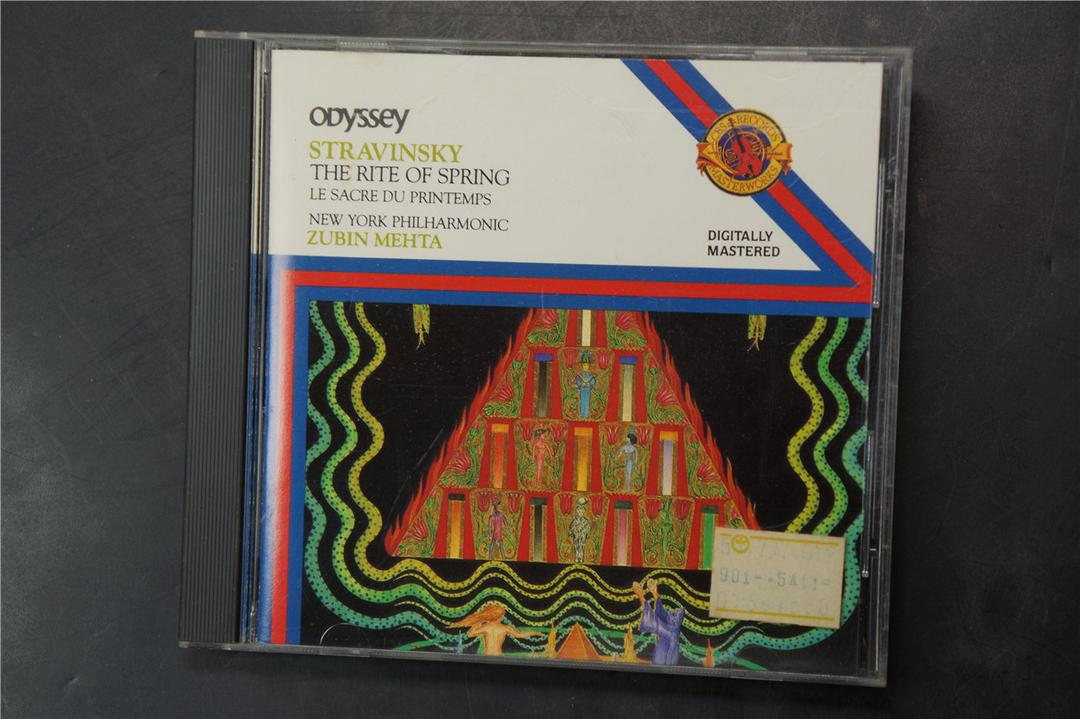 ODYSSEY
STRAVINSKY
THE RITE OF SPRING
LE SACRE DU PRINTEMPS
NEW YORK PHILHARMONIC
ZUBIN MEHTA
CBS RECORDS
MASTERWORKS
DIGITALLY
MASTERED